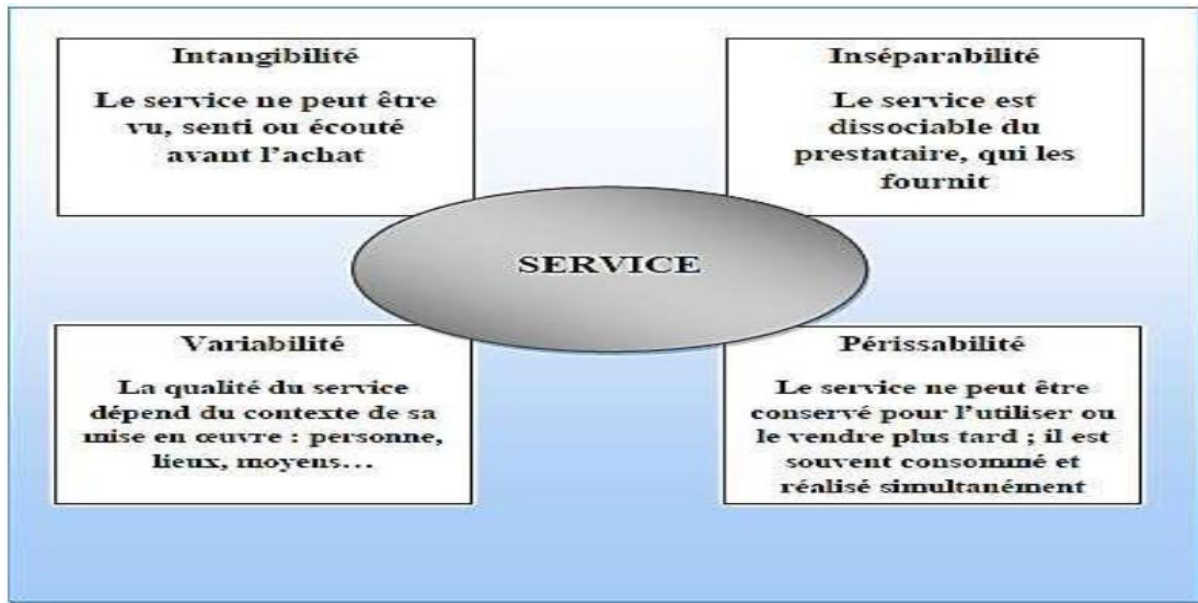 Intangibilité
Le service ne peut être
vu, senti ou écouté
avant l'achat
Inséparabilité
Le service est
dissociable du
prestataire, qui les
fournit
SERVICE
Variabilité
La qualité du service
dépend du contexte de sa
mise en œuvre : personne,
lieux, moyens…
Périssabilité
Le service ne peut être
conservé pour l'utiliser ou
le vendre plus tard ; il est
souvent consommé et
réalisé simultanément